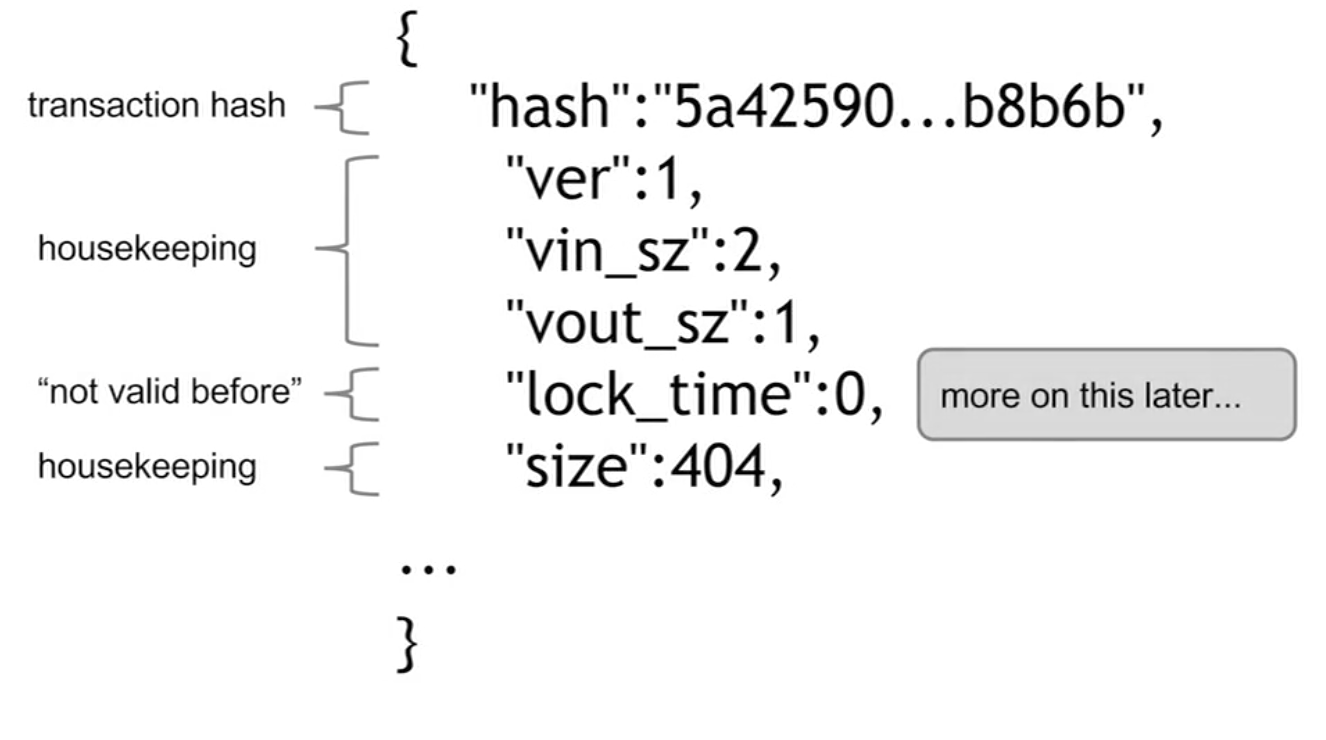 {
transaction hash "hash":"5a42590...b8b6b",
"ver":1,
housekeeping "vin_sz":2,
"vout_sz":1,
“not valid before” "lock_time":0, more on this later...
housekeeping "size":404,
...
}